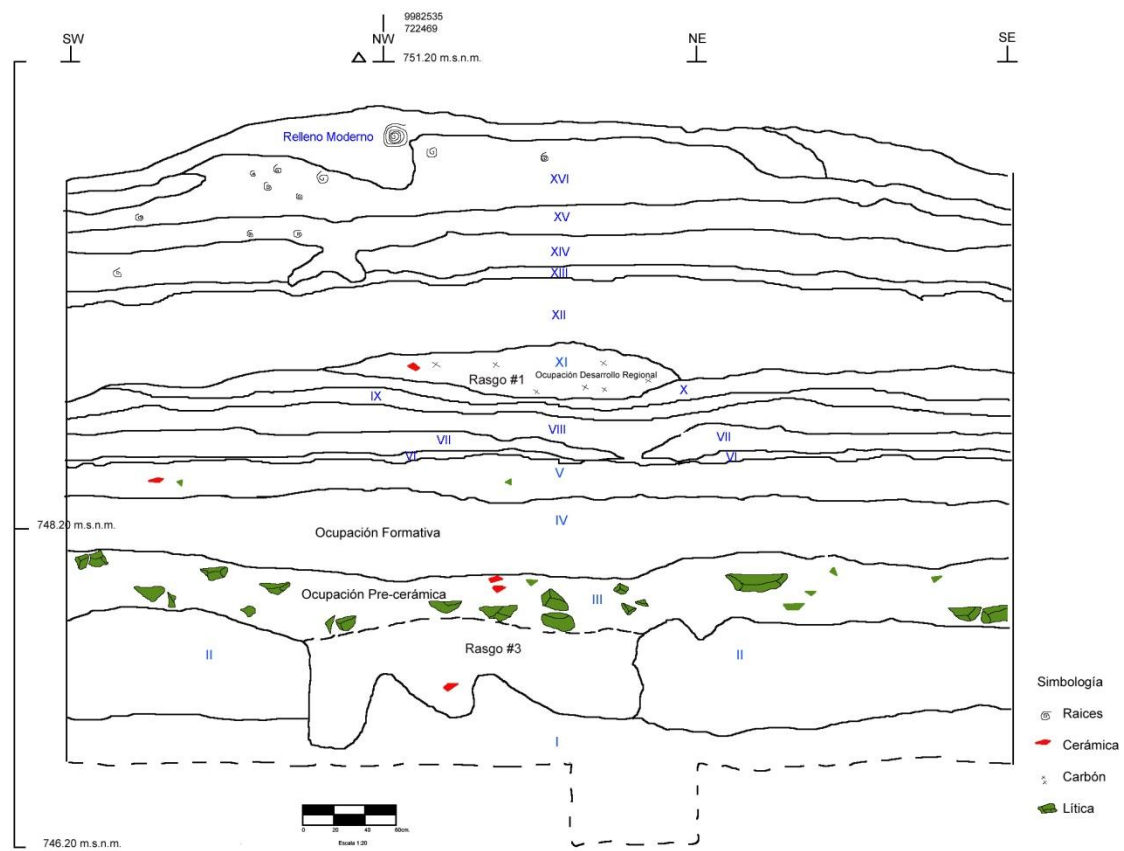 9982535
722469
SW
NW
NE
SE
751.20 m.s.n.m.
Relleno Moderno
XVI
XV
XIV
XIII
XII
XI
Ocupación Desarrollo Regional
Rasgo #1
IX
X
VIII
VII
VII
VI
VI
V
748.20 m.s.n.m.
IV
Ocupación Formativa
Ocupación Pre-cerámica
III
Rasgo #3
II
II
Simbología
Raices
Cerámica
Carbón
Lítica
I
0 20 40 60cm.
Escala 1:20
746.20 m.s.n.m.